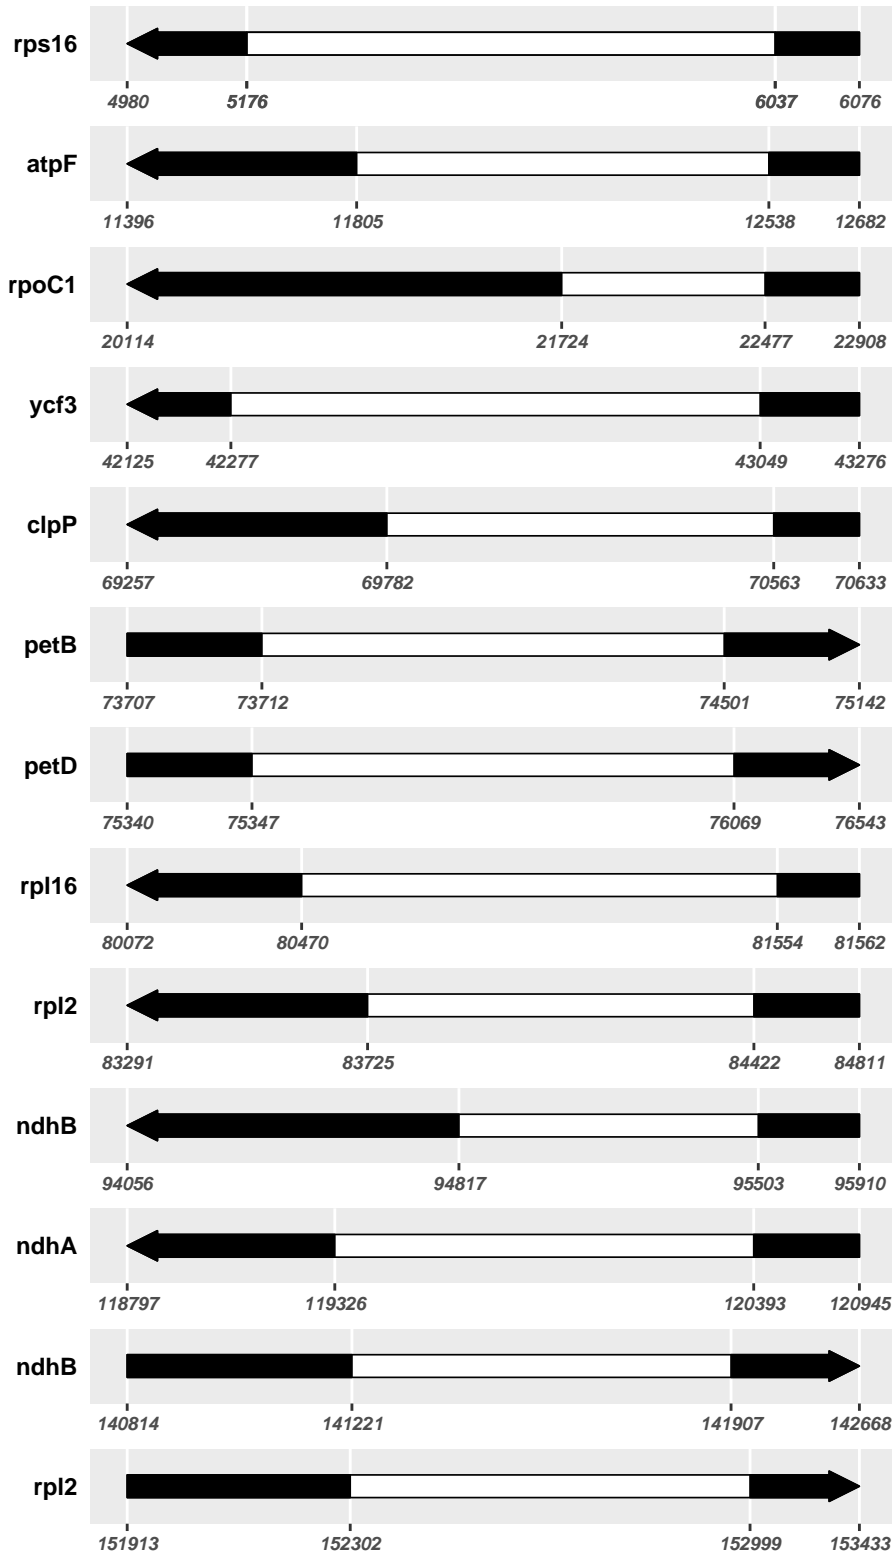 rps16
4980 5176 6037 6076
atpF
11396 11805 12538 12682
rpoC1
20114 21724 22477 22908
ycf3
42125 42277 43049 43276
clpP
69257 69782 70563 70633
petB
73707 73712 74501 75142
petD
75340 75347 76069 76543
rpl16
80072 80470 81554 81562
rpl2
83291 83725 84422 84811
ndhB
94056 94817 95503 95910
ndhA
118797 119326 120393 120945
ndhB
140814 141221 141907 142668
rpl2
151913 152302 152999 153433